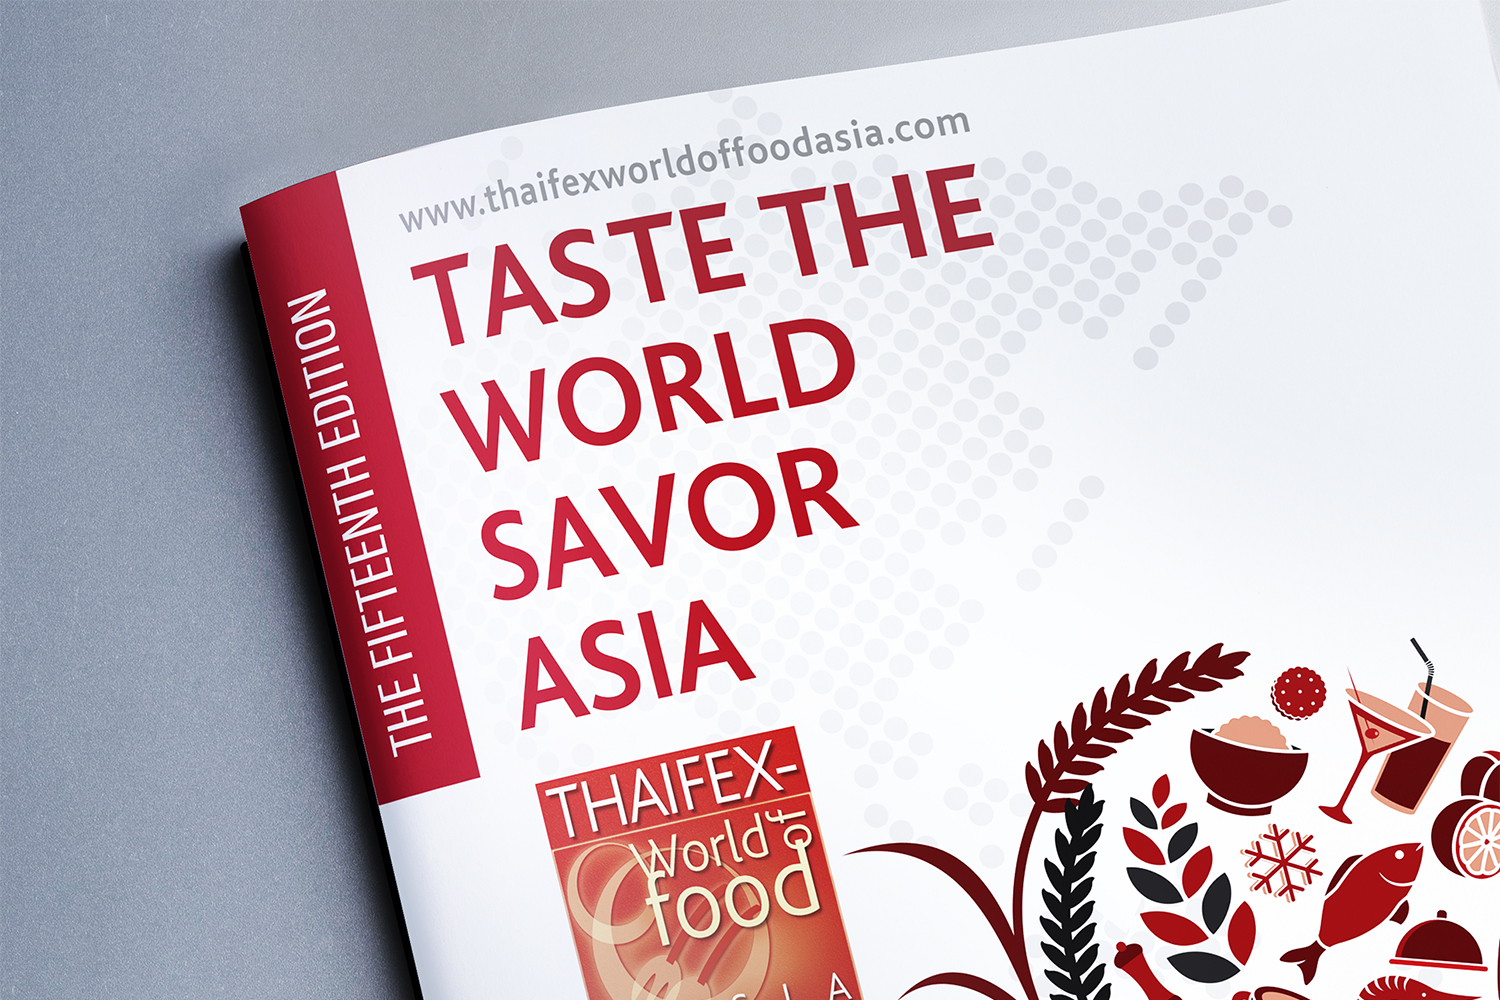 www.thaifexworldoffoodasia.com
TASTE THE
WORLD
SAVOR
ASIA
THE FIFTEENTH EDITION
THAIFEX-
World of
food